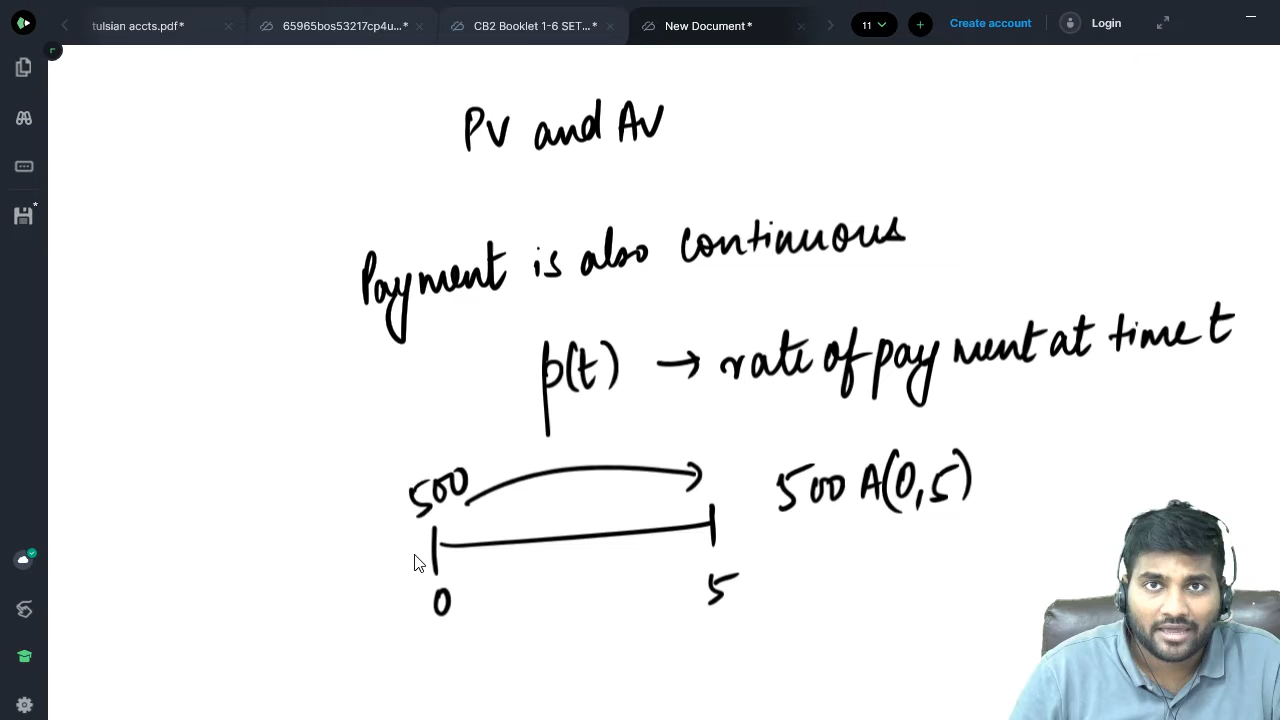 tulsian accts.pdf*
65965bos53217cp4u...*
CB2 Booklet 1-6 SET...*
New Document*
11
Create account
Login
PV and AV
Payment is also continuous
p(t) → rate of payment at time t
500
500 A(0,5)
0
5